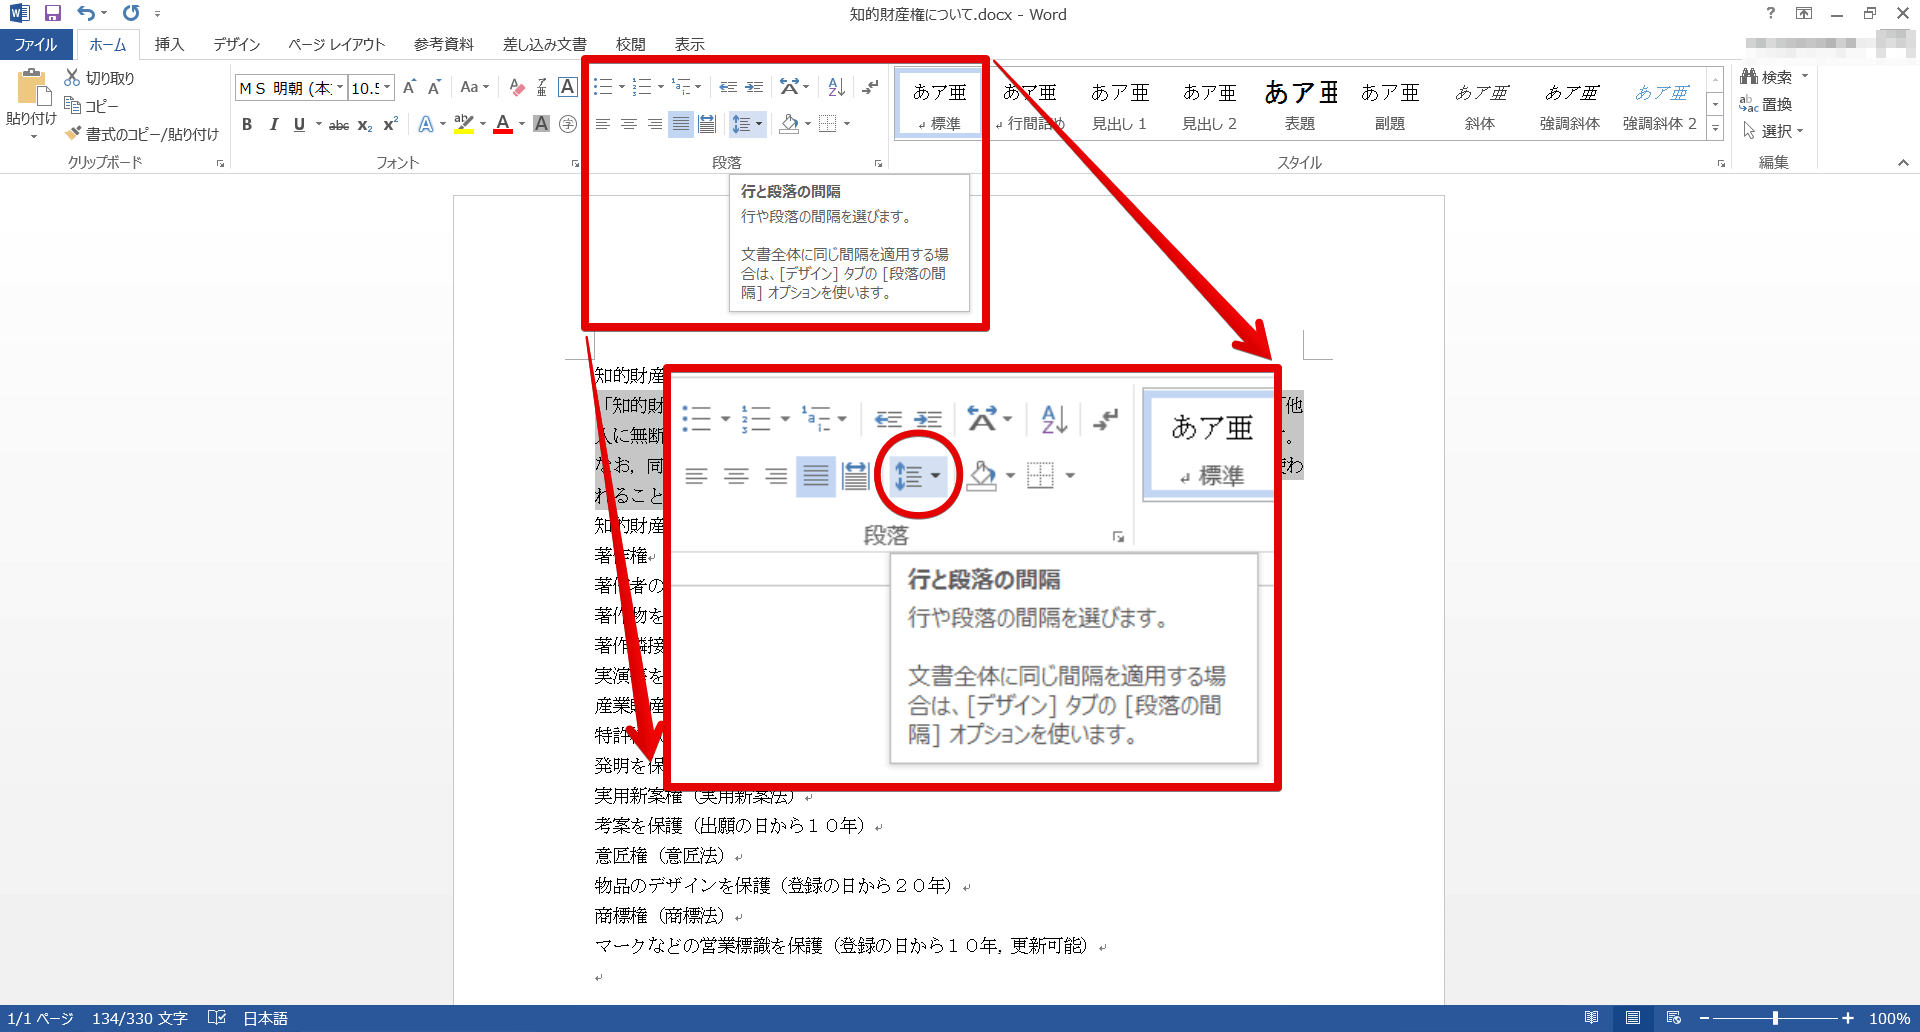 知的財産権について.docx - Word
ファイル
ホーム
挿入
デザイン
ページ レイアウト
参考資料
差し込み文書
校閲
表示
貼り付け
切り取り
コピー
書式のコピー/貼り付け
クリップボード
ＭＳ 明朝 (本
10.5
Aa
B I U abc x₂ x²
フォント
段落
あア亜
標準
あア亜
行間詰め
あア亜
見出し 1
あア亜
見出し 2
あア亜
表題
あア亜
副題
あア亜
斜体
あア亜
強調斜体
あア亜
強調斜体 2
スタイル
検索
置換
選択
編集
行と段落の間隔
行や段落の間隔を選びます。
文書全体に同じ間隔を適用する場
合は、[デザイン] タブの [段落の間
隔] オプションを使います。
知的財産
「知的財
他
人に無断
。
なお，同
使わ
れること
知的財産
著作権
著作者の
著作物を
著作隣接
実演家を
産業財産
特許
発明を保
段落
あア亜
標準
行と段落の間隔
行や段落の間隔を選びます。
文書全体に同じ間隔を適用する場
合は、[デザイン] タブの [段落の間
隔] オプションを使います。
実用新案権（実用新案法）
考案を保護（出願の日から１０年）
意匠権（意匠法）
物品のデザインを保護（登録の日から２０年）
商標権（商標法）
マークなどの営業標識を保護（登録の日から１０年，更新可能）
1/1 ページ
134/330 文字
日本語
100%